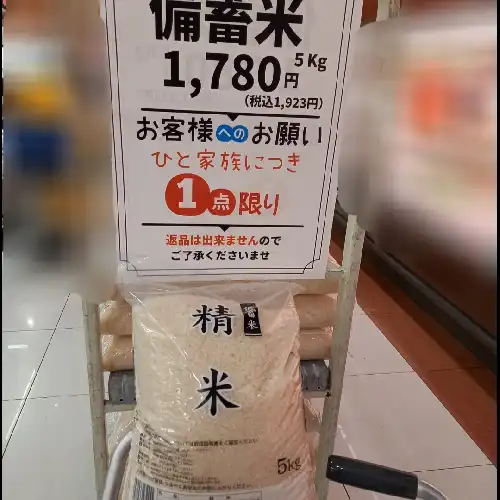 備蓄米
1,780円 5Kg
(税込1,923円)
お客様へのお願い
ひと家族につき
1点限り
返品は出来ませんので
ご了承くださいませ
精米
5kg